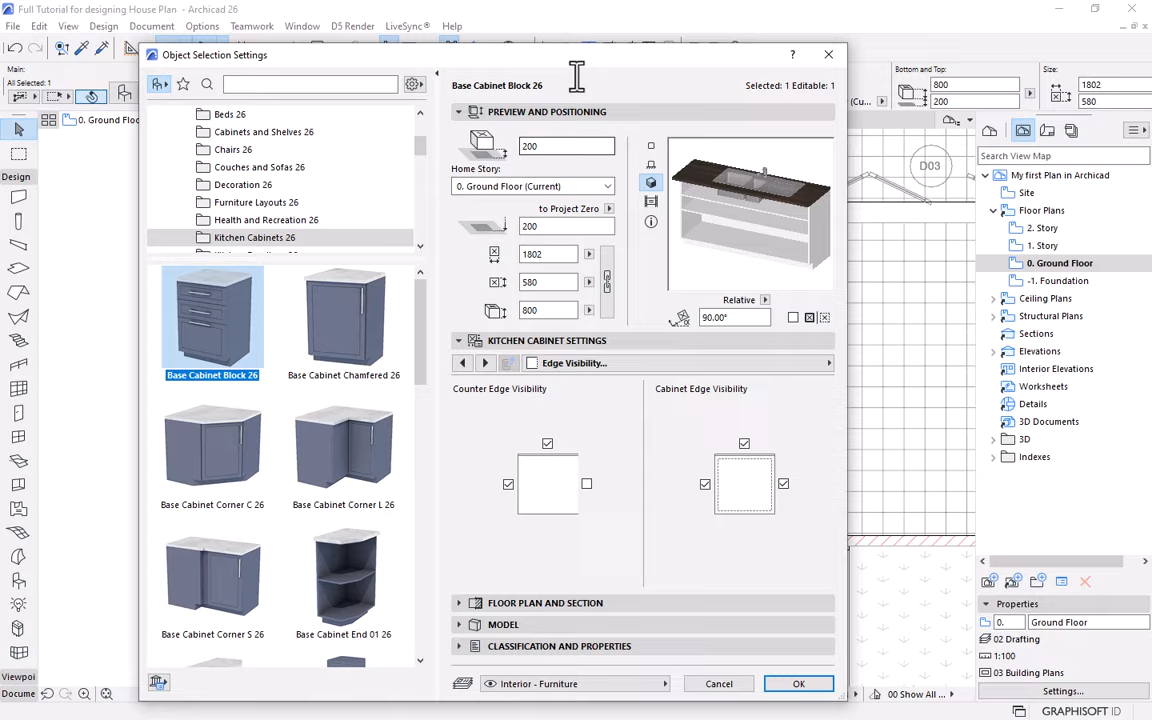 Full Tutorial for designing House Plan - Archicad 26
File Edit View Design Document Options Teamwork Window D5 Render LiveSync® Help
Main:
All Selected: 1
Object Selection Settings
?
Base Cabinet Block 26
Selected: 1 Editable: 1
Beds 26
Cabinets and Shelves 26
Chairs 26
Couches and Sofas 26
Decoration 26
Furniture Layouts 26
Health and Recreation 26
Kitchen Cabinets 26
Base Cabinet Block 26
Base Cabinet Chamfered 26
Base Cabinet Corner C 26
Base Cabinet Corner L 26
Base Cabinet Corner S 26
Base Cabinet End 01 26
PREVIEW AND POSITIONING
200
Home Story:
0. Ground Floor (Current)
to Project Zero
200
1802
580
800
Relative
90.00°
KITCHEN CABINET SETTINGS
Edge Visibility...
Counter Edge Visibility
Cabinet Edge Visibility
FLOOR PLAN AND SECTION
MODEL
CLASSIFICATION AND PROPERTIES
Interior - Furniture
Cancel
OK
Design
0. Ground Floo
Viewpoi
Docume
(Cu...
Bottom and Top:
800
200
Size:
1802
580
D03
Search View Map
My first Plan in Archicad
Site
Floor Plans
2. Story
1. Story
0. Ground Floor
-1. Foundation
Ceiling Plans
Structural Plans
Sections
Elevations
Interior Elevations
Worksheets
Details
3D Documents
3D
Indexes
Properties
0. Ground Floor
02 Drafting
1:100
03 Building Plans
Settings...
00 Show All ...
GRAPHISOFT ID